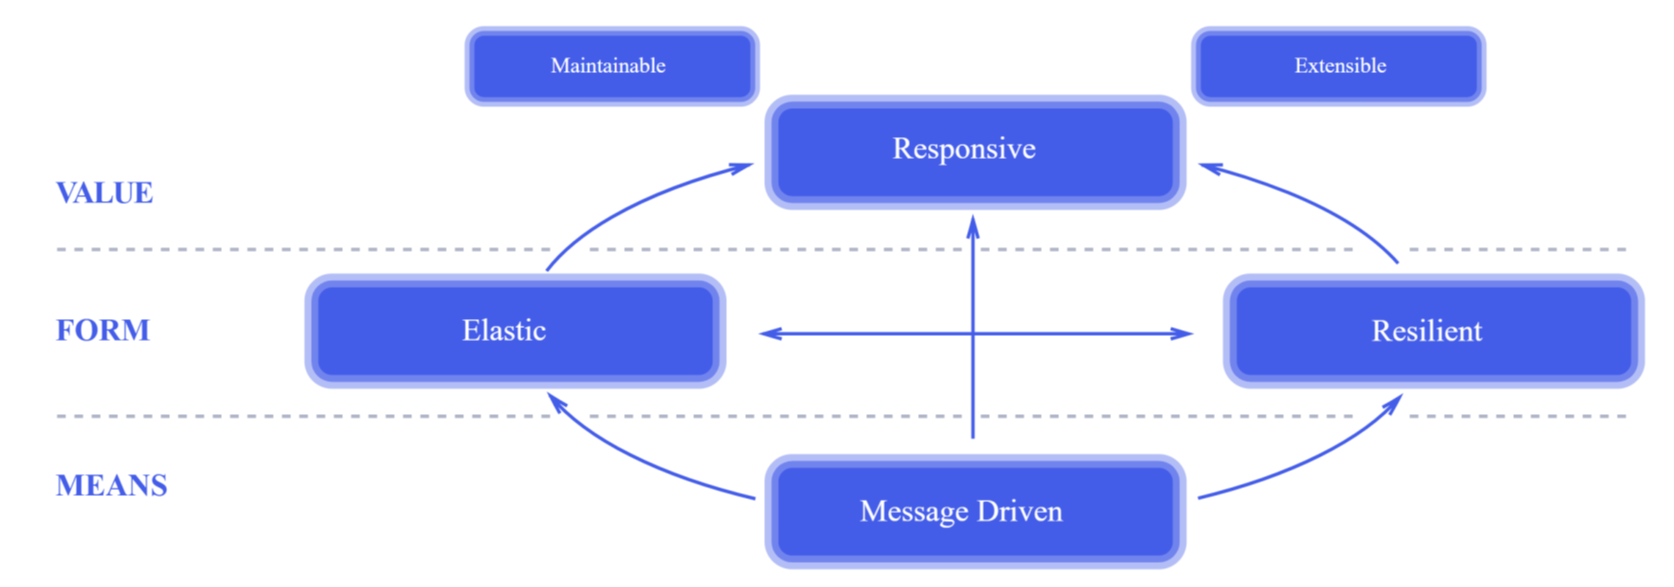 Maintainable
Extensible
Responsive
VALUE
FORM
Elastic
Resilient
MEANS
Message Driven